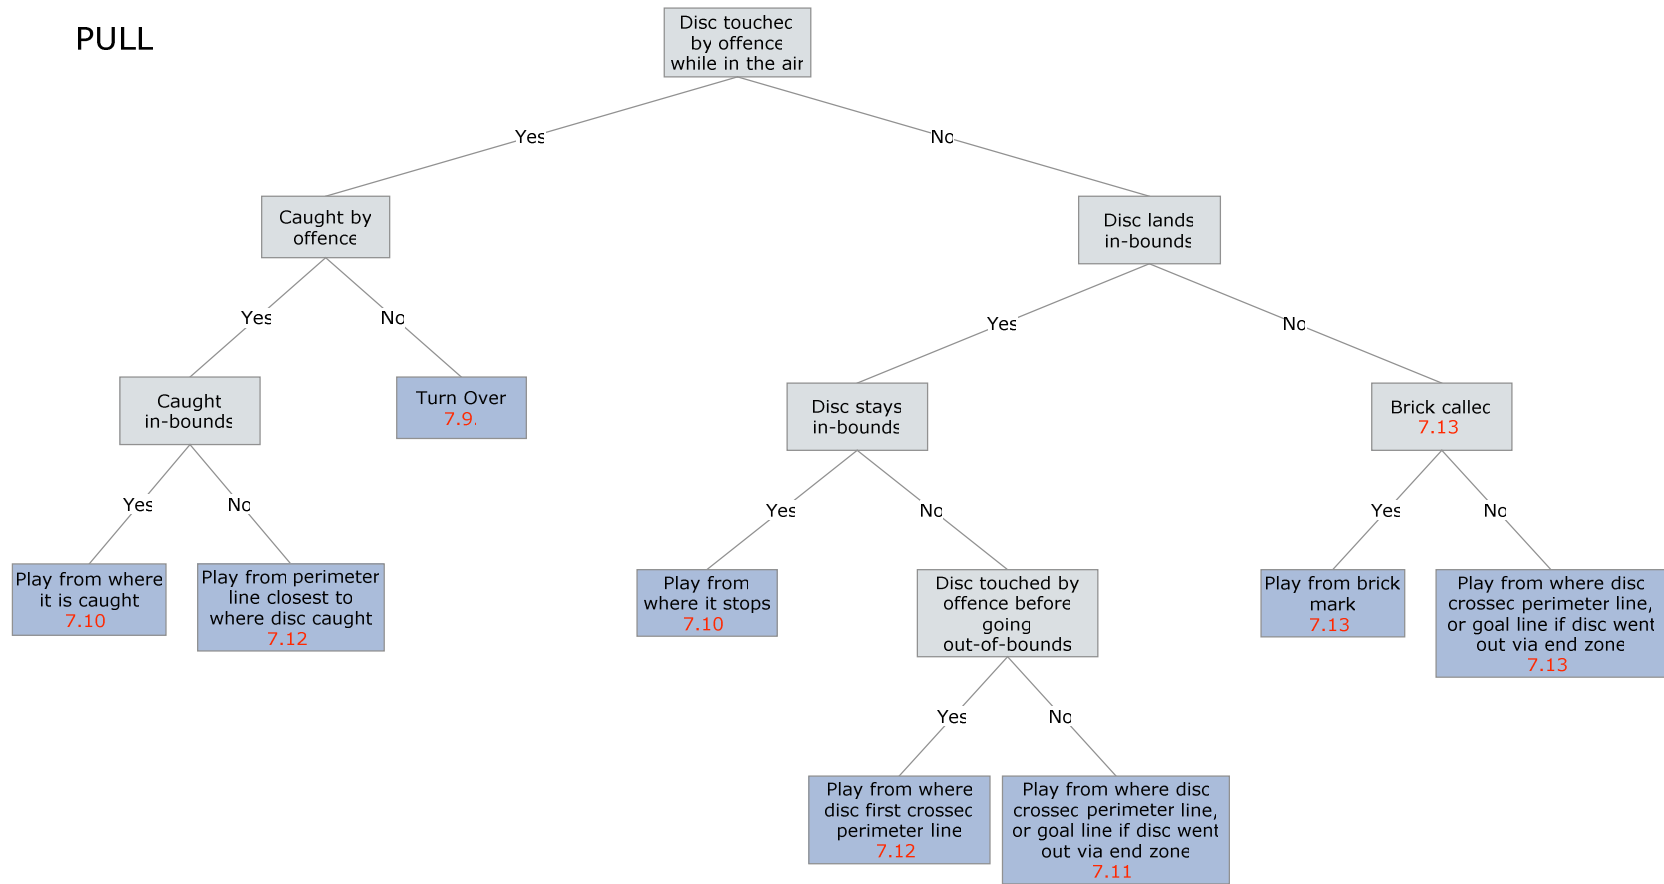 PULL
Disc touched
by offence
while in the air
Yes
No
Caught by
offence
Disc lands
in-bounds
Yes
No
Yes
No
Caught
in-bounds
Turn Over
7.9.
Disc stays
in-bounds
Brick called
7.13
Yes
No
Yes
No
Yes
No
Play from where
it is caught
7.10
Play from perimeter
line closest to
where disc caught
7.12
Play from
where it stops
7.10
Disc touched by
offence before
going
out-of-bounds
Play from brick
mark
7.13
Play from where disc
crossed perimeter line,
or goal line if disc went
out via end zone
7.13
Yes
No
Play from where
disc first crossed
perimeter line
7.12
Play from where disc
crossed perimeter line,
or goal line if disc went
out via end zone
7.11